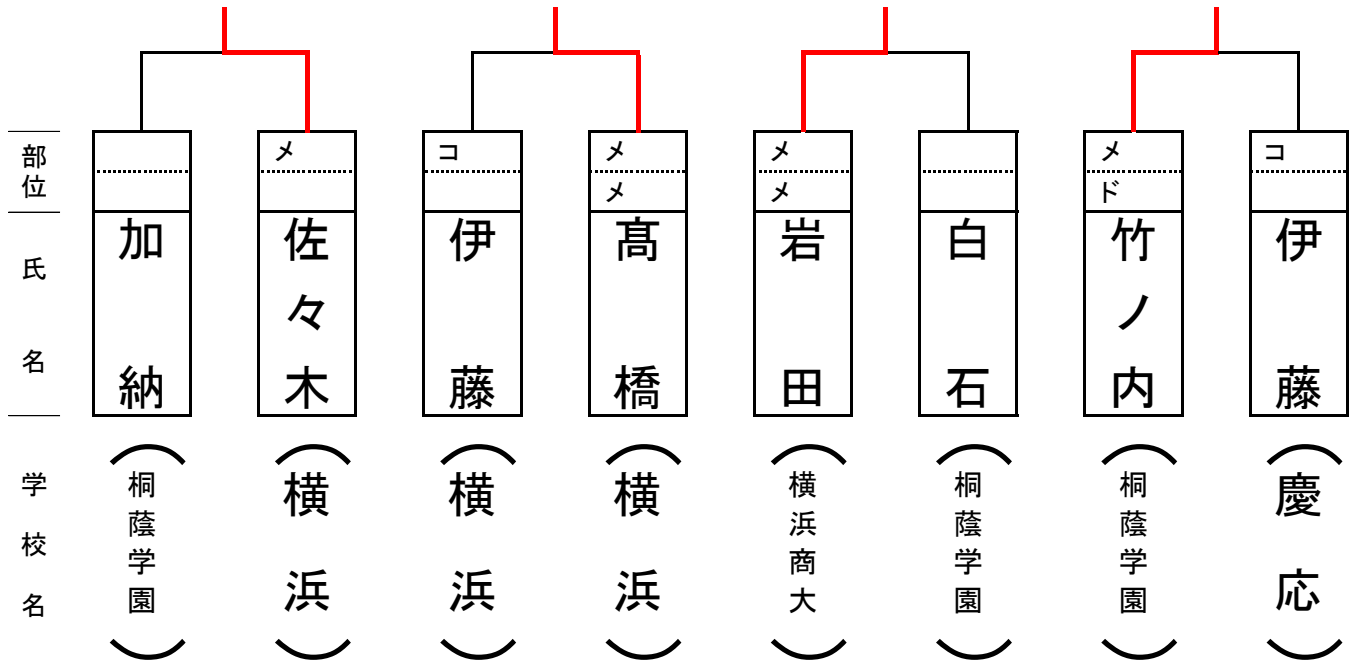 部位
メ
コ
メ
メ
メ
コ
メ
メ
ド
氏名
加納
佐々木
伊藤
髙橋
岩田
白石
竹ノ内
伊藤
学校名
（桐蔭学園）
（横浜）
（横浜）
（横浜）
（横浜商大）
（桐蔭学園）
（桐蔭学園）
（慶応）